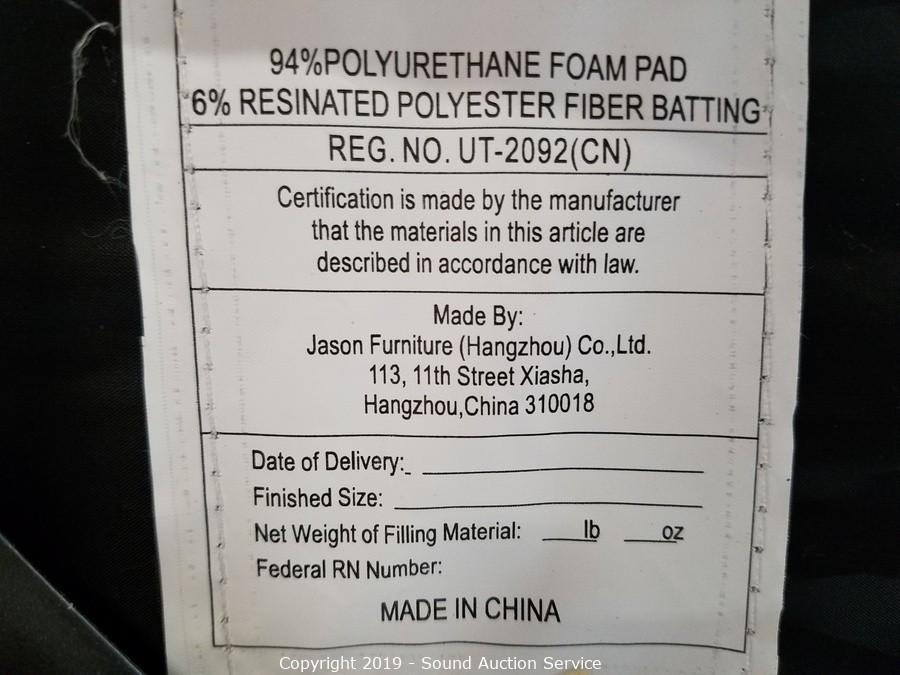 94%POLYURETHANE FOAM PAD
6% RESINATED POLYESTER FIBER BATTING
REG. NO. UT-2092(CN)
Certification is made by the manufacturer
that the materials in this article are
described in accordance with law.
Made By:
Jason Furniture (Hangzhou) Co.,Ltd.
113, 11th Street Xiasha,
Hangzhou,China 310018
Date of Delivery:
Finished Size:
Net Weight of Filling Material: lb oz
Federal RN Number:
MADE IN CHINA
Copyright 2019 - Sound Auction Service